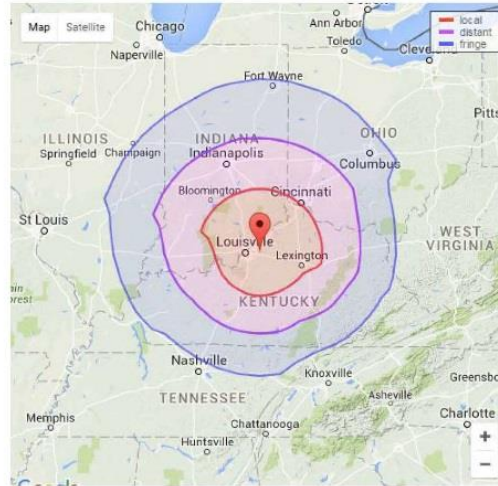 Map Satellite
Chicago
Naperville
Ann Arbor
Toledo
Cleveland
local
distant
fringe
Fort Wayne
Pitts
ILLINOIS
INDIANA
OHIO
Springfield
Champaign
Indianapolis
Columbus
Bloomington
Cincinnati
St Louis
WEST
VIRGINIA
Louisville
Lexington
KENTUCKY
Nashville
Knoxville
TENNESSEE
Greensbo
Asheville
Memphis
Chattanooga
Charlotte
Huntsville
+
−